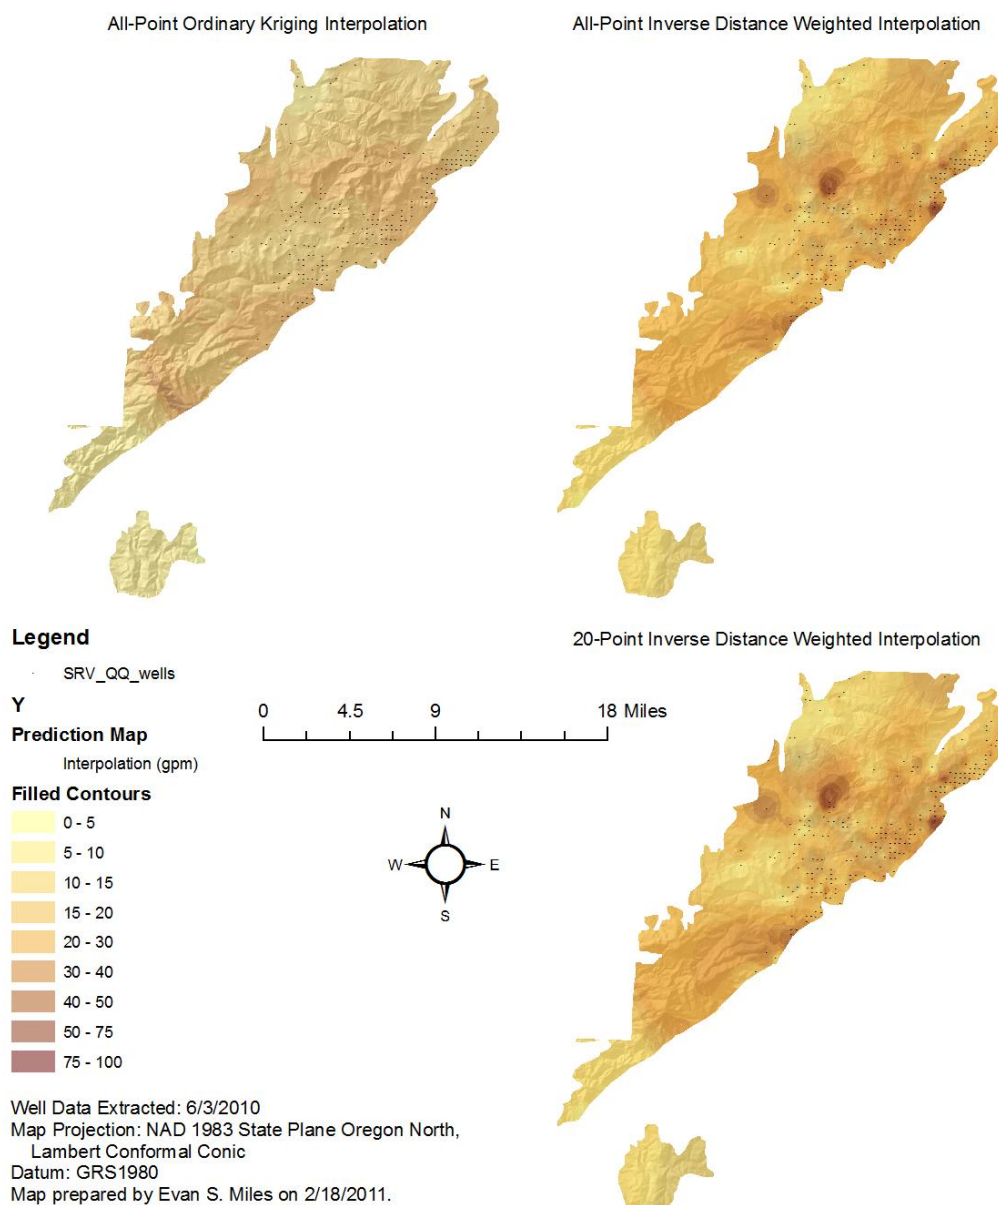 All-Point Ordinary Kriging Interpolation
All-Point Inverse Distance Weighted Interpolation
Legend
SRV_QQ_wells
Y
Prediction Map
Interpolation (gpm)
Filled Contours
0 - 5
5 - 10
10 - 15
15 - 20
20 - 30
30 - 40
40 - 50
50 - 75
75 - 100
0 4.5 9 18 Miles
N
W E
S
20-Point Inverse Distance Weighted Interpolation
Well Data Extracted: 6/3/2010
Map Projection: NAD 1983 State Plane Oregon North,
Lambert Conformal Conic
Datum: GRS1980
Map prepared by Evan S. Miles on 2/18/2011.